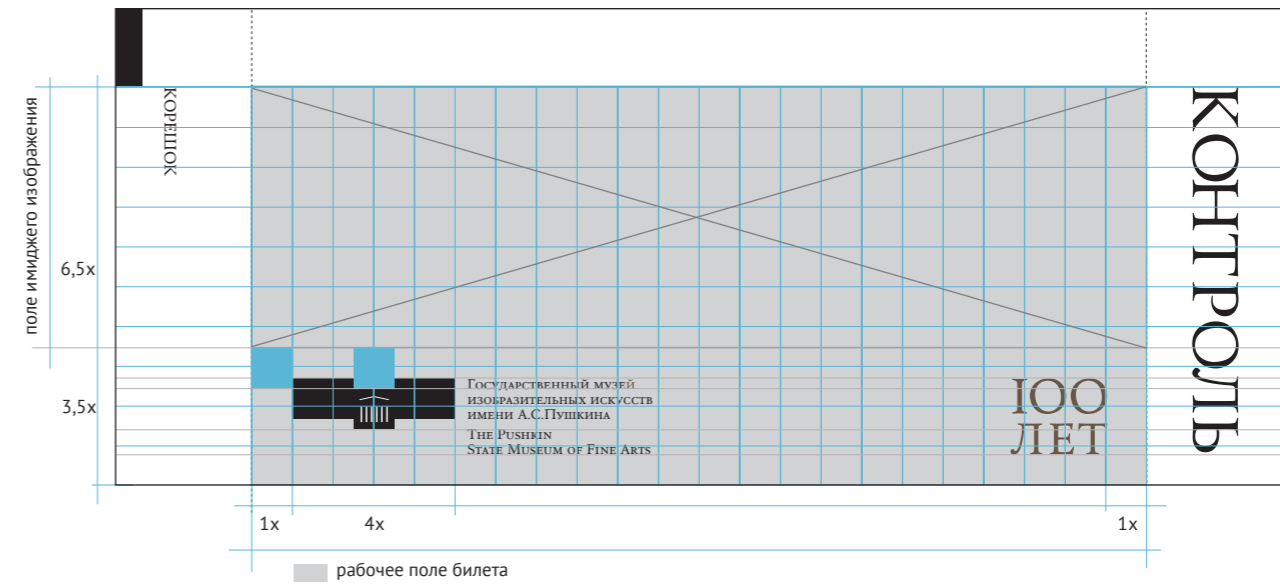 поле имиджего изображения
6,5x
3,5x
КОРЕШОК
Государственный музей
изобразительных искусств
имени А.С.Пушкина
The Pushkin
State Museum of Fine Arts
100
ЛЕТ
КОНТРОЛЬ
1x
4x
1x
рабочее поле билета